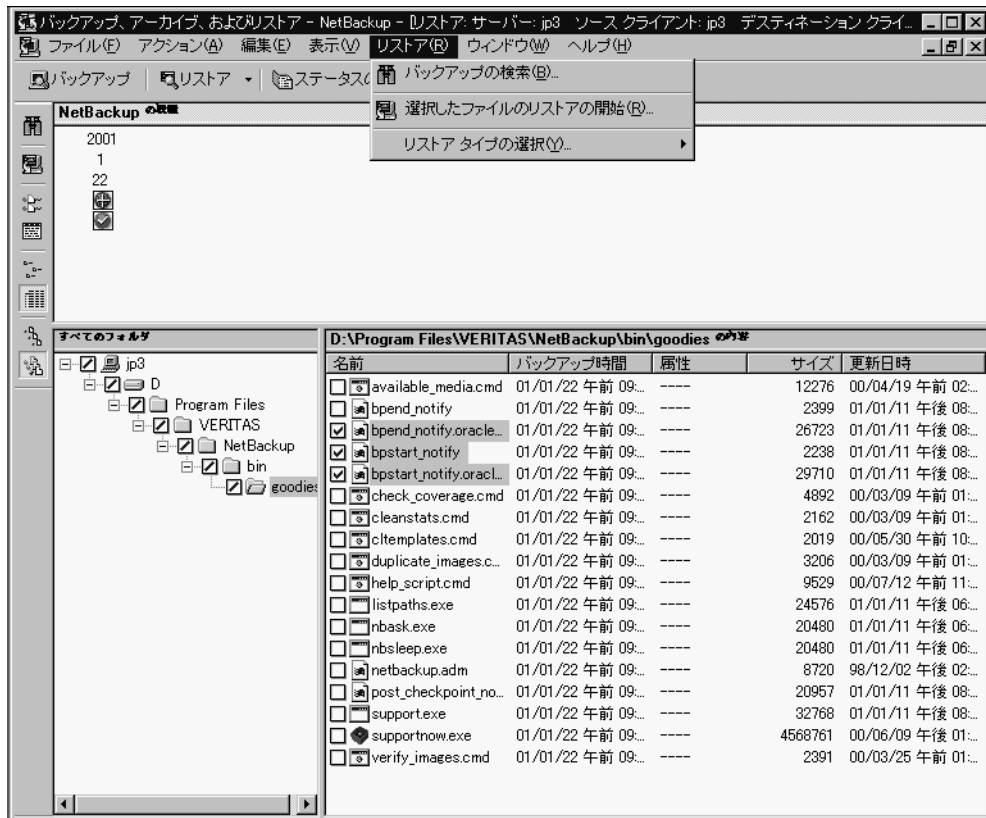 バックアップ、アーカイブ、およびリストア - NetBackup - [リストア: サーバー: jp3 ソース クライアント: jp3 デスティネーション クライ...
ファイル(F) アクション(A) 編集(E) 表示(V) リストア(R) ウィンドウ(W) ヘルプ(H)
バックアップ リストア ステータスの
バックアップの検索(B)...
選択したファイルのリストアの開始(R)...
リストア タイプの選択(Y)...
NetBackup の履歴
2001
1
22
すべてのフォルダ
jp3
D
Program Files
VERITAS
NetBackup
bin
goodies
D:\Program Files\VERITAS\NetBackup\bin\goodies の内容
名前 バックアップ時間 属性 サイズ 更新日時
available_media.cmd 01/01/22 午前 09:... ---- 12276 00/04/19 午前 02:...
bpend_notify 01/01/22 午前 09:... ---- 2399 01/01/11 午後 08:...
bpend_notify.oracle... 01/01/22 午前 09:... ---- 26723 01/01/11 午後 08:...
bpstart_notify 01/01/22 午前 09:... ---- 2238 01/01/11 午後 08:...
bpstart_notify.oracl... 01/01/22 午前 09:... ---- 29710 01/01/11 午後 08:...
check_coverage.cmd 01/01/22 午前 09:... ---- 4892 00/03/09 午前 01:...
cleanstats.cmd 01/01/22 午前 09:... ---- 2162 00/03/09 午前 01:...
cltemplates.cmd 01/01/22 午前 09:... ---- 2019 00/05/30 午前 10:...
duplicate_images.c... 01/01/22 午前 09:... ---- 3206 00/03/09 午前 01:...
help_script.cmd 01/01/22 午前 09:... ---- 9529 00/07/12 午前 11:...
listpaths.exe 01/01/22 午前 09:... ---- 24576 01/01/11 午後 06:...
nbask.exe 01/01/22 午前 09:... ---- 20480 01/01/11 午後 06:...
nbsleep.exe 01/01/22 午前 09:... ---- 20480 01/01/11 午後 06:...
netbackup.adm 01/01/22 午前 09:... ---- 8720 98/12/02 午後 02:...
post_checkpoint_no... 01/01/22 午前 09:... ---- 20957 01/01/11 午後 08:...
support.exe 01/01/22 午前 09:... ---- 32768 01/01/11 午後 08:...
supportnow.exe 01/01/22 午前 09:... ---- 4568761 00/06/09 午後 01:...
verify_images.cmd 01/01/22 午前 09:... ---- 2391 00/03/25 午前 01:...